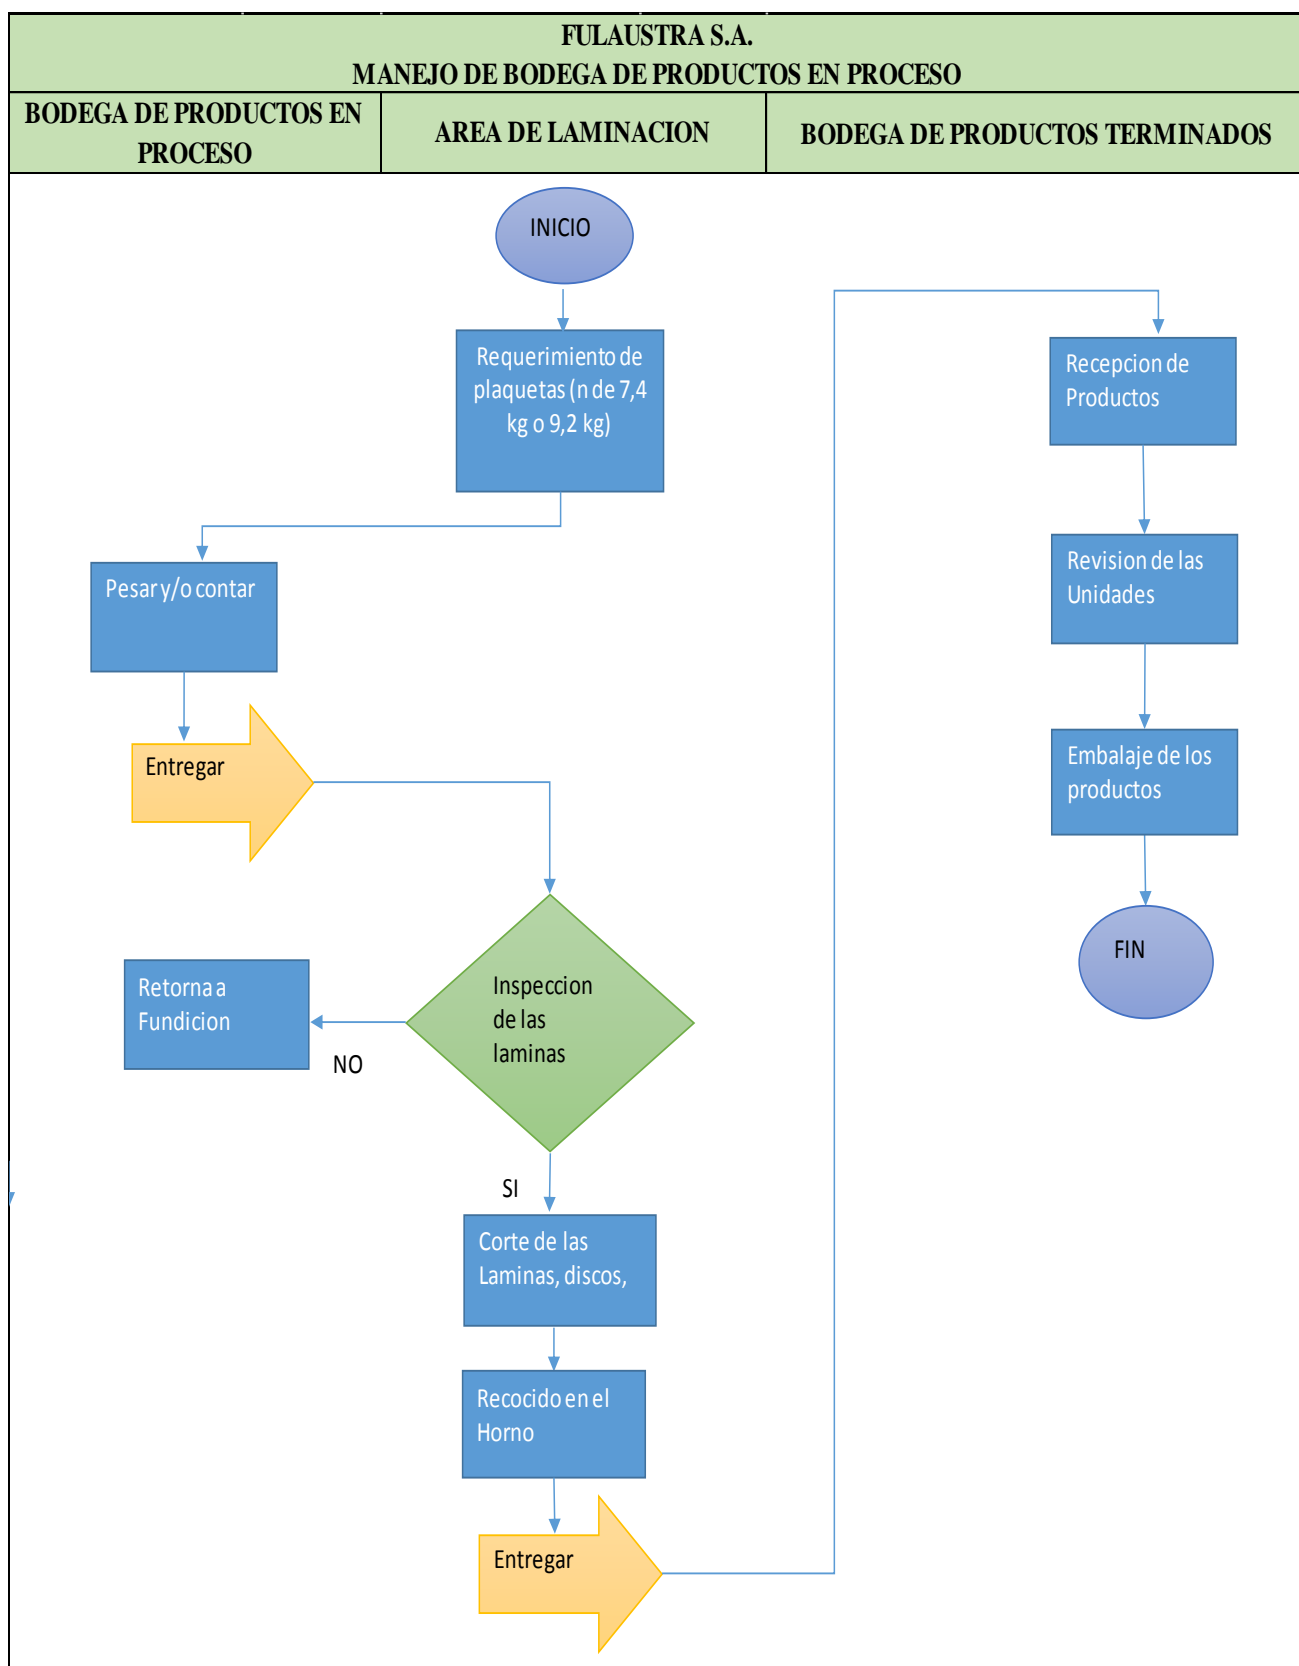 FULAUSTRA S.A.
MANEJO DE BODEGA DE PRODUCTOS EN PROCESO
BODEGA DE PRODUCTOS EN
PROCESO
AREA DE LAMINACION
BODEGA DE PRODUCTOS TERMINADOS
INICIO
Requerimiento de
plaquetas (n de 7,4
kg o 9,2 kg)
Pesar y/o contar
Entregar
Inspeccion
de las
laminas
NO
Retorna a
Fundicion
SI
Corte de las
Laminas, discos,
Recocido en el
Horno
Entregar
Recepcion de
Productos
Revision de las
Unidades
Embalaje de los
productos
FIN